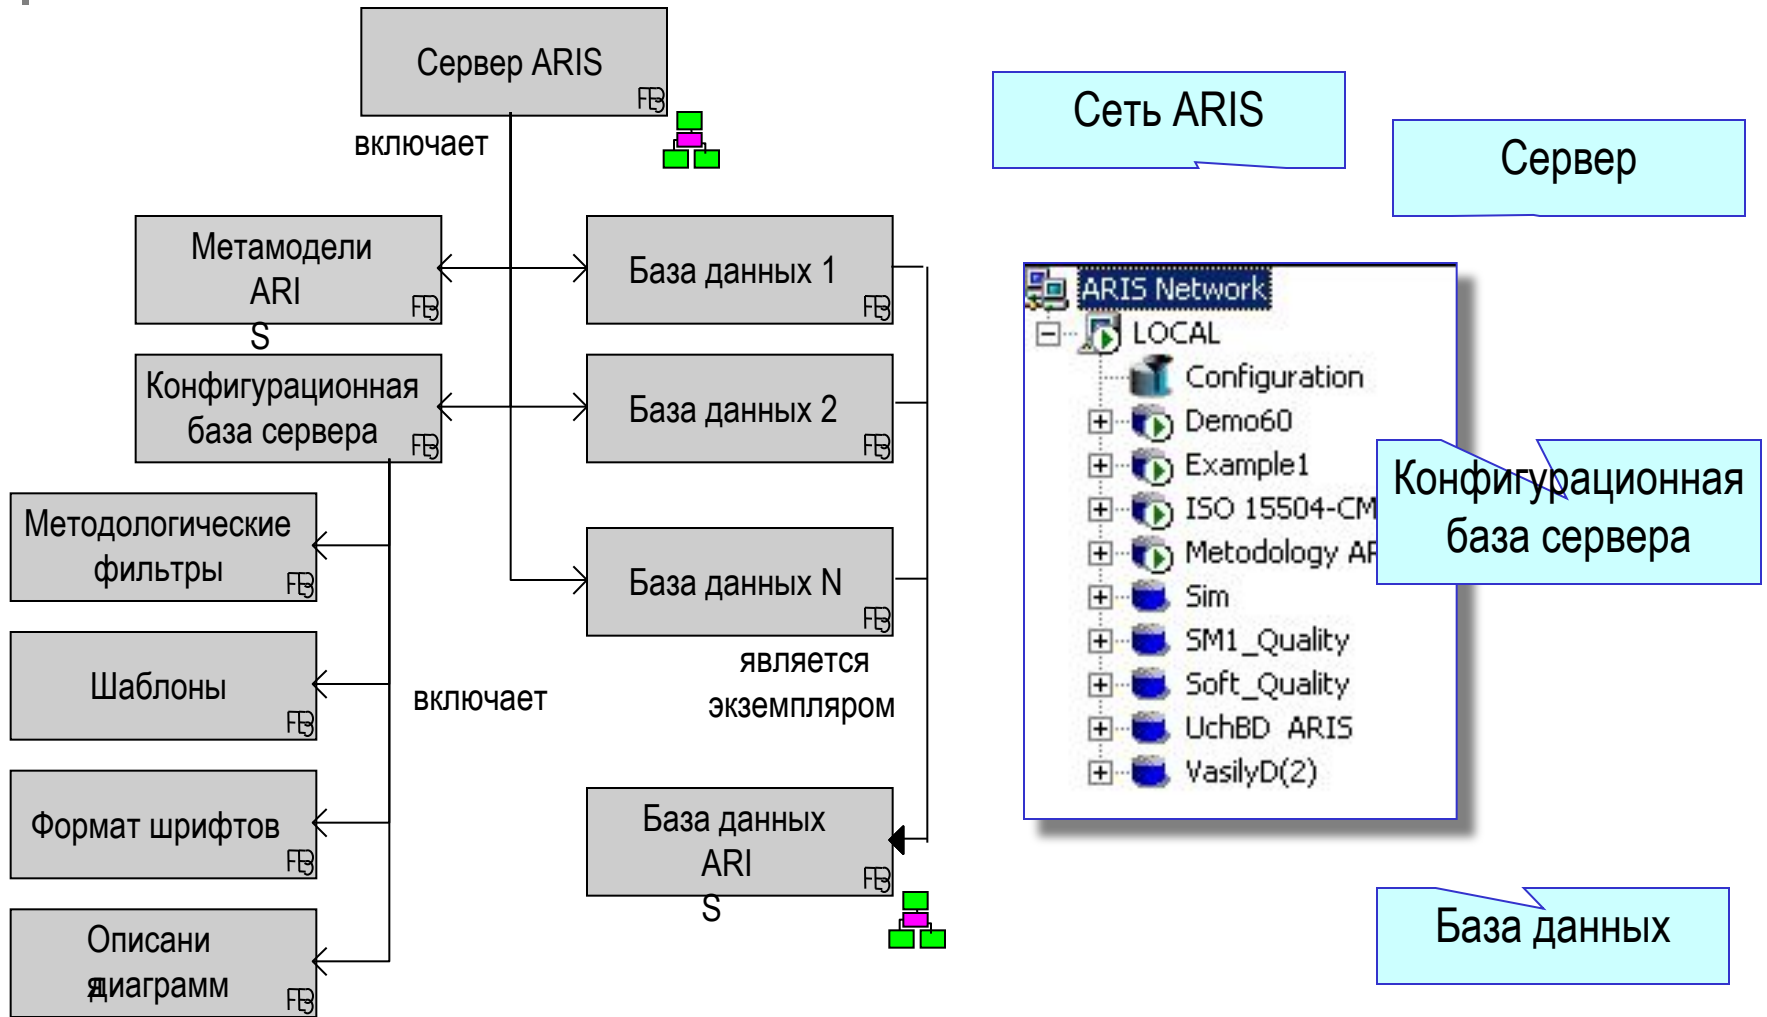 Сервер ARIS
включает
Метамодели
ARI
S
База данных 1
Конфигурационная
база сервера
База данных 2
Методологические
фильтры
База данных N
является
экземпляром
Шаблоны
включает
Формат шрифтов
База данных
ARI
S
Описани
я
диаграмм
Сеть ARIS
Сервер
ARIS Network
LOCAL
Configuration
Demo60
Example1
ISO 15504-CM
Metodology AR
Sim
SM1_Quality
Soft_Quality
UchBD ARIS
VasilyD(2)
Конфигурационная
база сервера
База данных